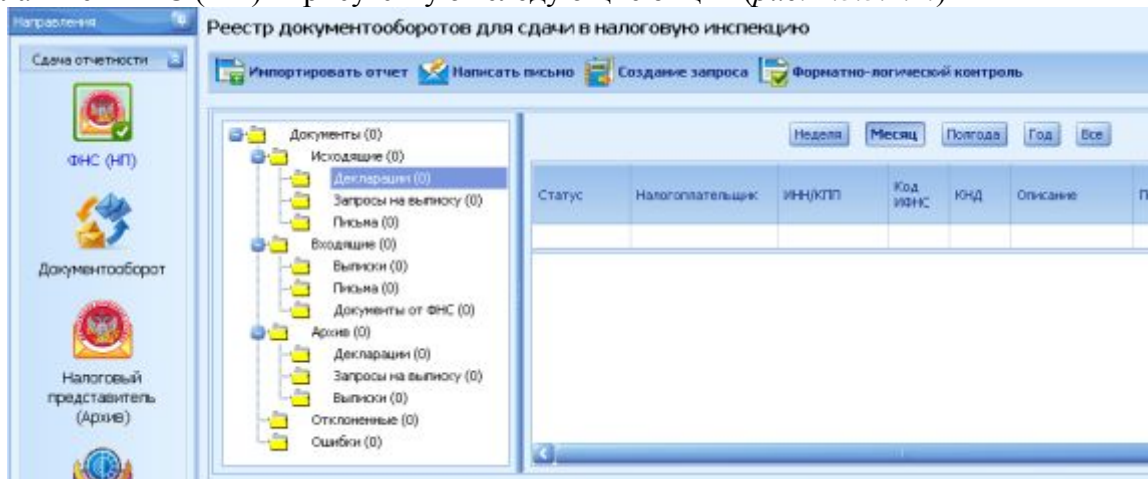 Направления
Реестр документооборотов для сдачи в налоговую инспекцию
Сдача отчетности
Импортировать отчет Написать письмо Создание запроса Форматно-логический контроль
ФНС (НП)
Документооборот
Налоговый
представитель
(Архив)
Документы (0)
Исходящие (0)
Декларации (0)
Запросы на выписку (0)
Письма (0)
Входящие (0)
Выписки (0)
Письма (0)
Документы от ФНС (0)
Архив (0)
Декларации (0)
Запросы на выписку (0)
Выписки (0)
Отклоненные (0)
Ошибки (0)
Неделя Месяц Полгода Год Все
Статус Налогоплательщик ИНН/КПП Код ИФНС КНД Описание